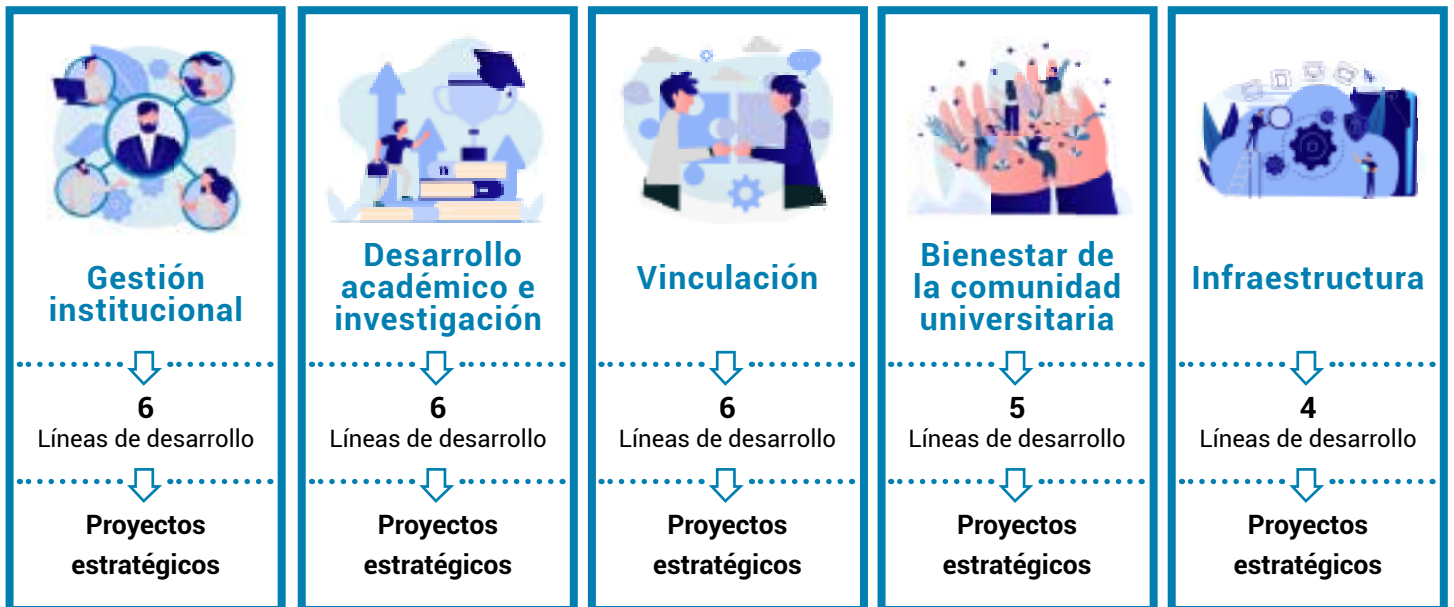 Gestión
institucional
6
Líneas de desarrollo
Proyectos
estratégicos
Desarrollo
académico e
investigación
6
Líneas de desarrollo
Proyectos
estratégicos
Vinculación
6
Líneas de desarrollo
Proyectos
estratégicos
Bienestar de
la comunidad
universitaria
5
Líneas de desarrollo
Proyectos
estratégicos
Infraestructura
4
Líneas de desarrollo
Proyectos
estratégicos